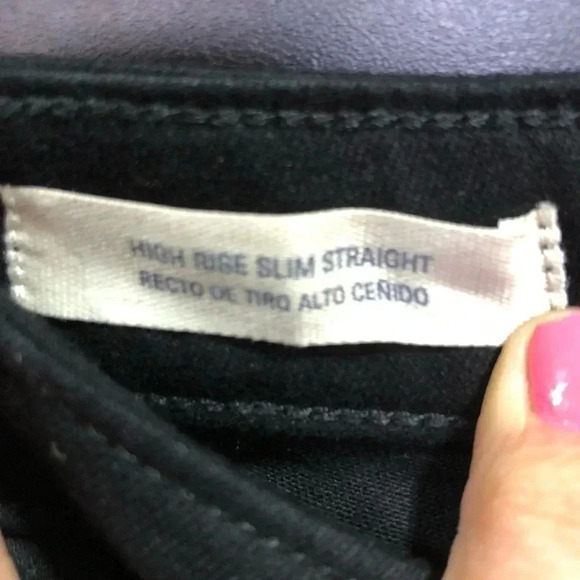 HIGH RISE SLIM STRAIGHT
RECTO DE TIRO ALTO CEÑIDO